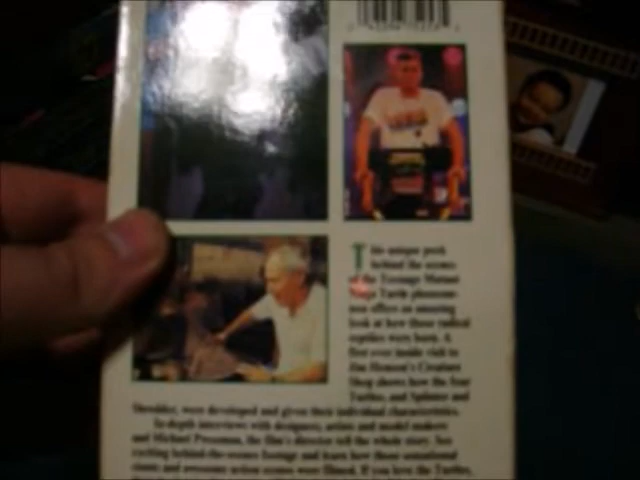 This unique peek
behind the scenes
of the Teenage Mutant
Ninja Turtle phenome-
non offers an amazing
look at how these radical
reptiles were born. A
first ever inside visit to
Jim Henson's Creature
Shop shows how the four
Turtles, and Splinter and
Shredder, were developed and given their individual characteristics.
In-depth interviews with designers, artists and model makers
and Michael Pressman, the film's director tell the whole story. See
exciting behind-the-scenes footage and learn how those sensational
stunts and awesome action scenes were filmed. If you love the Turtles,